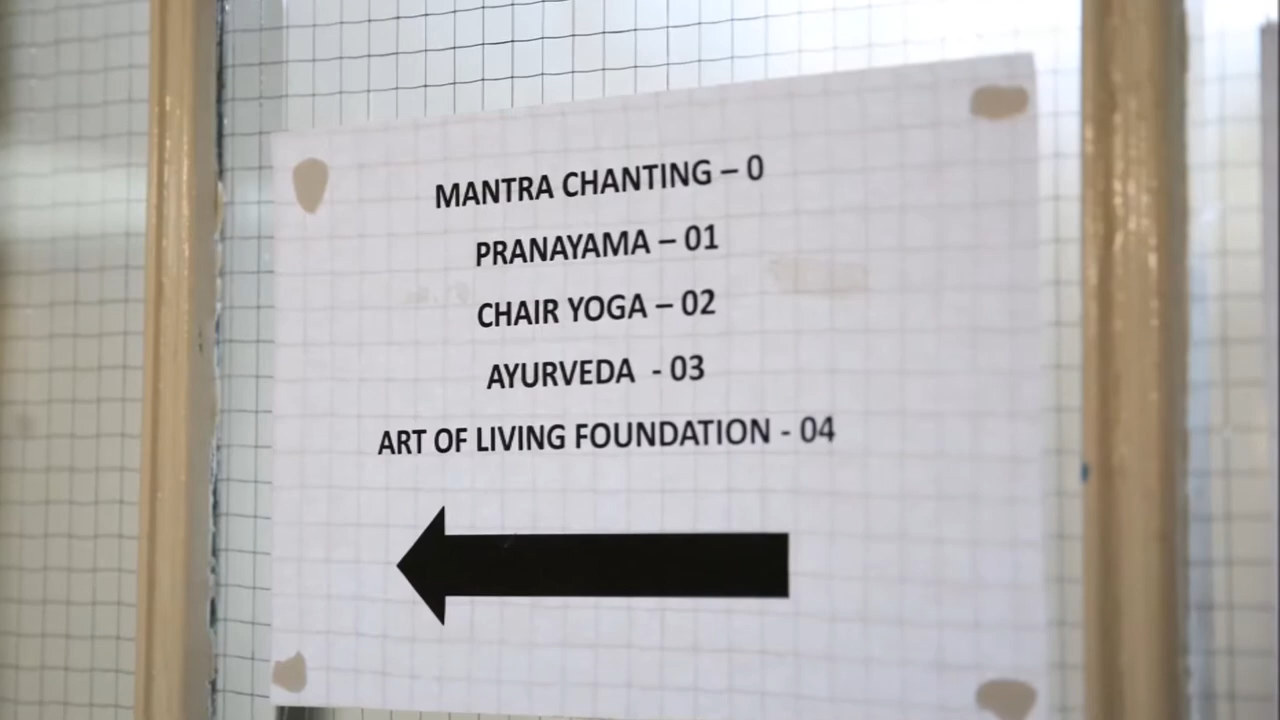 MANTRA CHANTING – 0
PRANAYAMA – 01
CHAIR YOGA – 02
AYURVEDA - 03
ART OF LIVING FOUNDATION - 04